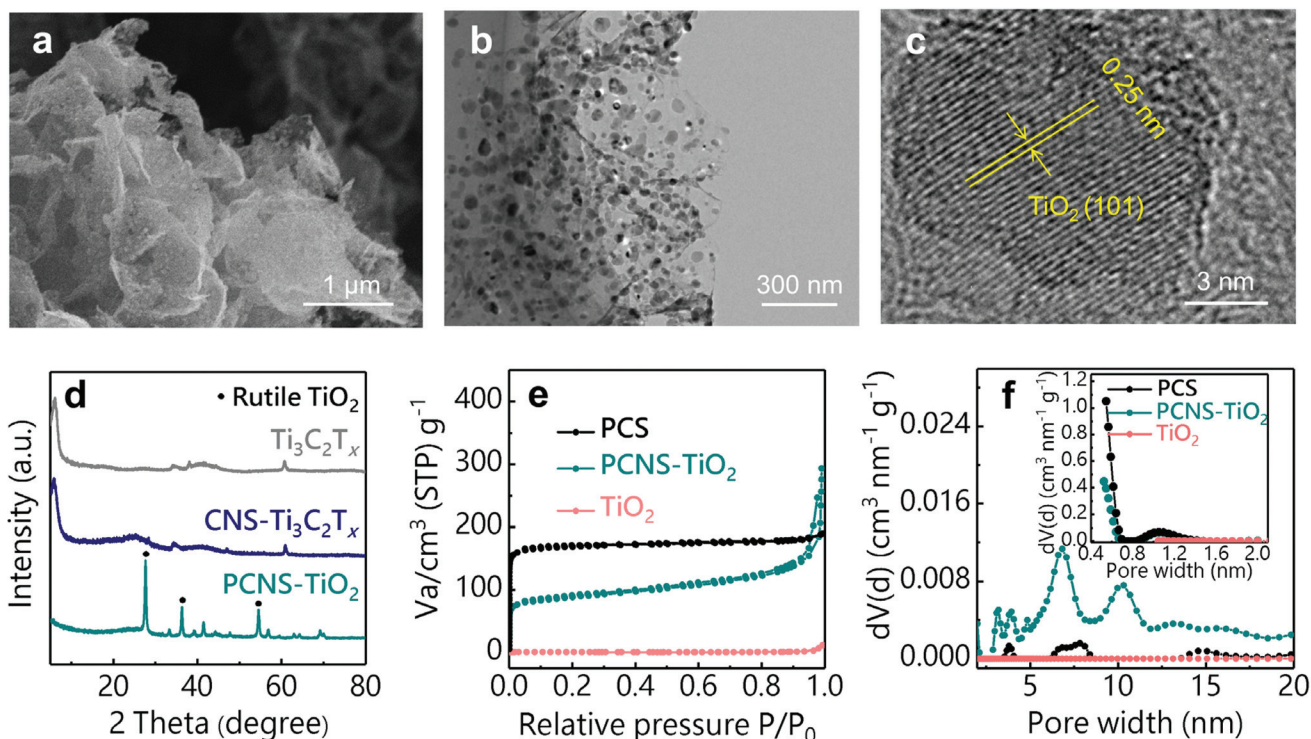 a
1 μm
b
300 nm
c
0.25 nm
TiO2 (101)
3 nm
d
• Rutile TiO2
Ti3C2Tx
CNS-Ti3C2Tx
PCNS-TiO2
Intensity (a.u.)
20 40 60 80
2 Theta (degree)
e
PCS
PCNS-TiO2
TiO2
Va/cm3 (STP) g-1
400
300
200
100
0
0.0 0.2 0.4 0.6 0.8 1.0
Relative pressure P/P0
f
PCS
PCNS-TiO2
TiO2
dV(d) (cm3 nm-1 g-1)
1.2
1.0
0.8
0.6
0.4
0.2
0.0
0.4 0.8 1.2 1.6 2.0
Pore width (nm)
dV(d) (cm3 nm-1 g-1)
0.024
0.016
0.008
0.000
5 10 15 20
Pore width (nm)